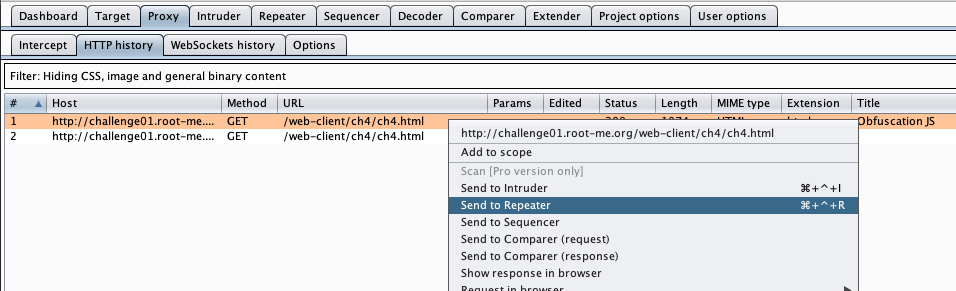 Dashboard Target Proxy Intruder Repeater Sequencer Decoder Comparer Extender Project options User options
Intercept HTTP history WebSockets history Options
Filter: Hiding CSS, image and general binary content
# Host Method URL Params Edited Status Length MIME type Extension Title
1 http://challenge01.root-me.... GET /web-client/ch4/ch4.html Obfuscation JS
2 http://challenge01.root-me.... GET /web-client/ch4/ch4.html
http://challenge01.root-me.org/web-client/ch4/ch4.html
Add to scope
Scan [Pro version only]
Send to Intruder ⌘+^+I
Send to Repeater ⌘+^+R
Send to Sequencer
Send to Comparer (request)
Send to Comparer (response)
Show response in browser
Request in browser